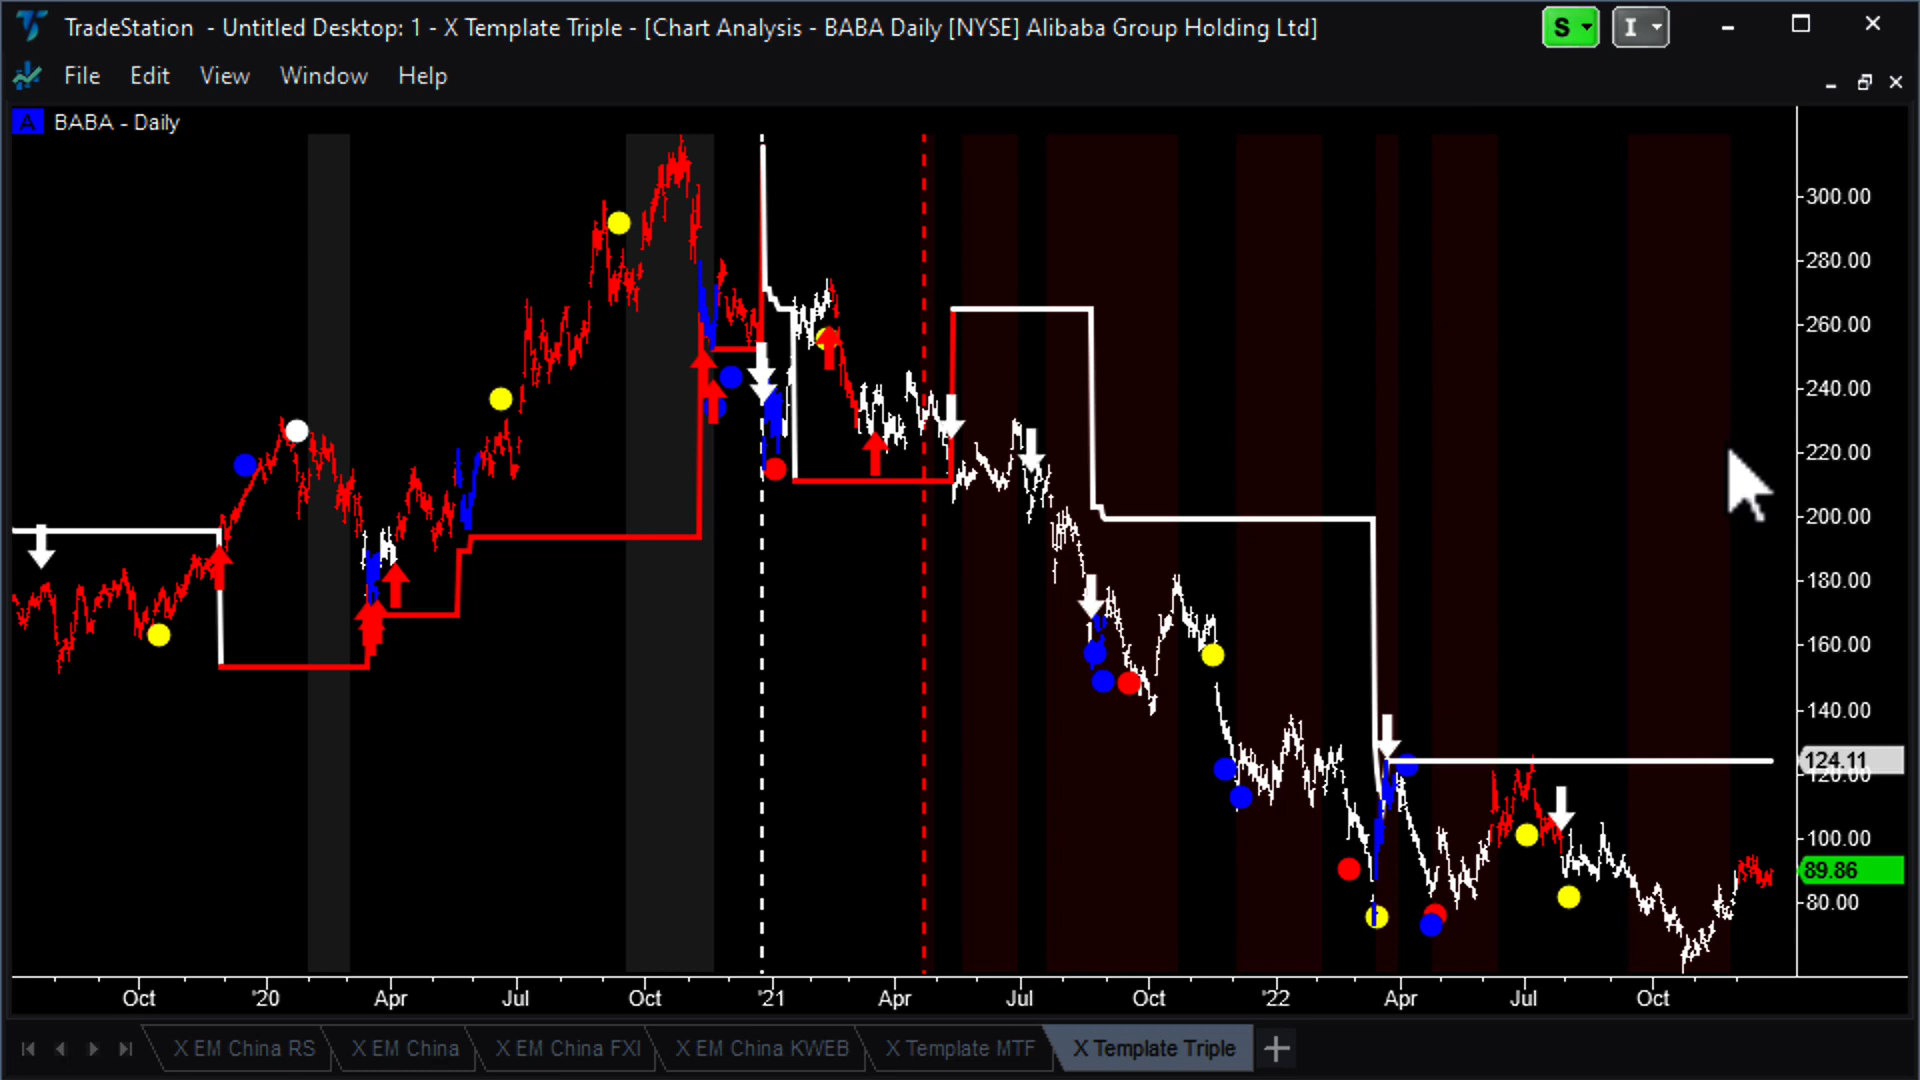 TradeStation - Untitled Desktop: 1 - X Template Triple - [Chart Analysis - BABA Daily [NYSE] Alibaba Group Holding Ltd]
S I
File Edit View Window Help
A BABA - Daily
300.00
280.00
260.00
240.00
220.00
200.00
180.00
160.00
140.00
124.11
120.00
100.00
89.86
80.00
Oct '20 Apr Jul Oct '21 Apr Jul Oct '22 Apr Jul Oct
X EM China RS X EM China X EM China FXI X EM China KWEB X Template MTF X Template Triple